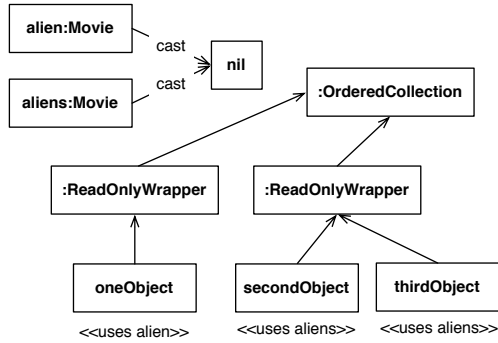 alien:Movie
cast
nil
cast
aliens:Movie
:OrderedCollection
:ReadOnlyWrapper
:ReadOnlyWrapper
oneObject
secondObject
thirdObject
<<uses alien>>
<<uses aliens>>
<<uses aliens>>